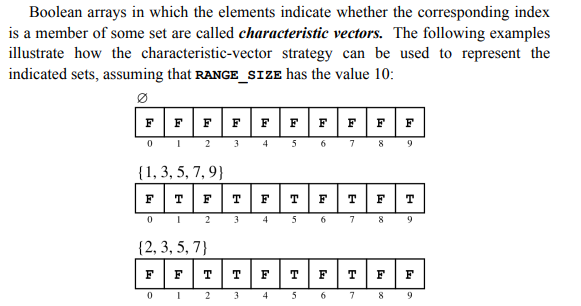 Boolean arrays in which the elements indicate whether the corresponding index
is a member of some set are called characteristic vectors. The following examples
illustrate how the characteristic-vector strategy can be used to represent the
indicated sets, assuming that RANGE_SIZE has the value 10:
∅
F F F F F F F F F F
0 1 2 3 4 5 6 7 8 9
{1, 3, 5, 7, 9}
F T F T F T F T F T
0 1 2 3 4 5 6 7 8 9
{2, 3, 5, 7}
F F T T F T F T F F
0 1 2 3 4 5 6 7 8 9